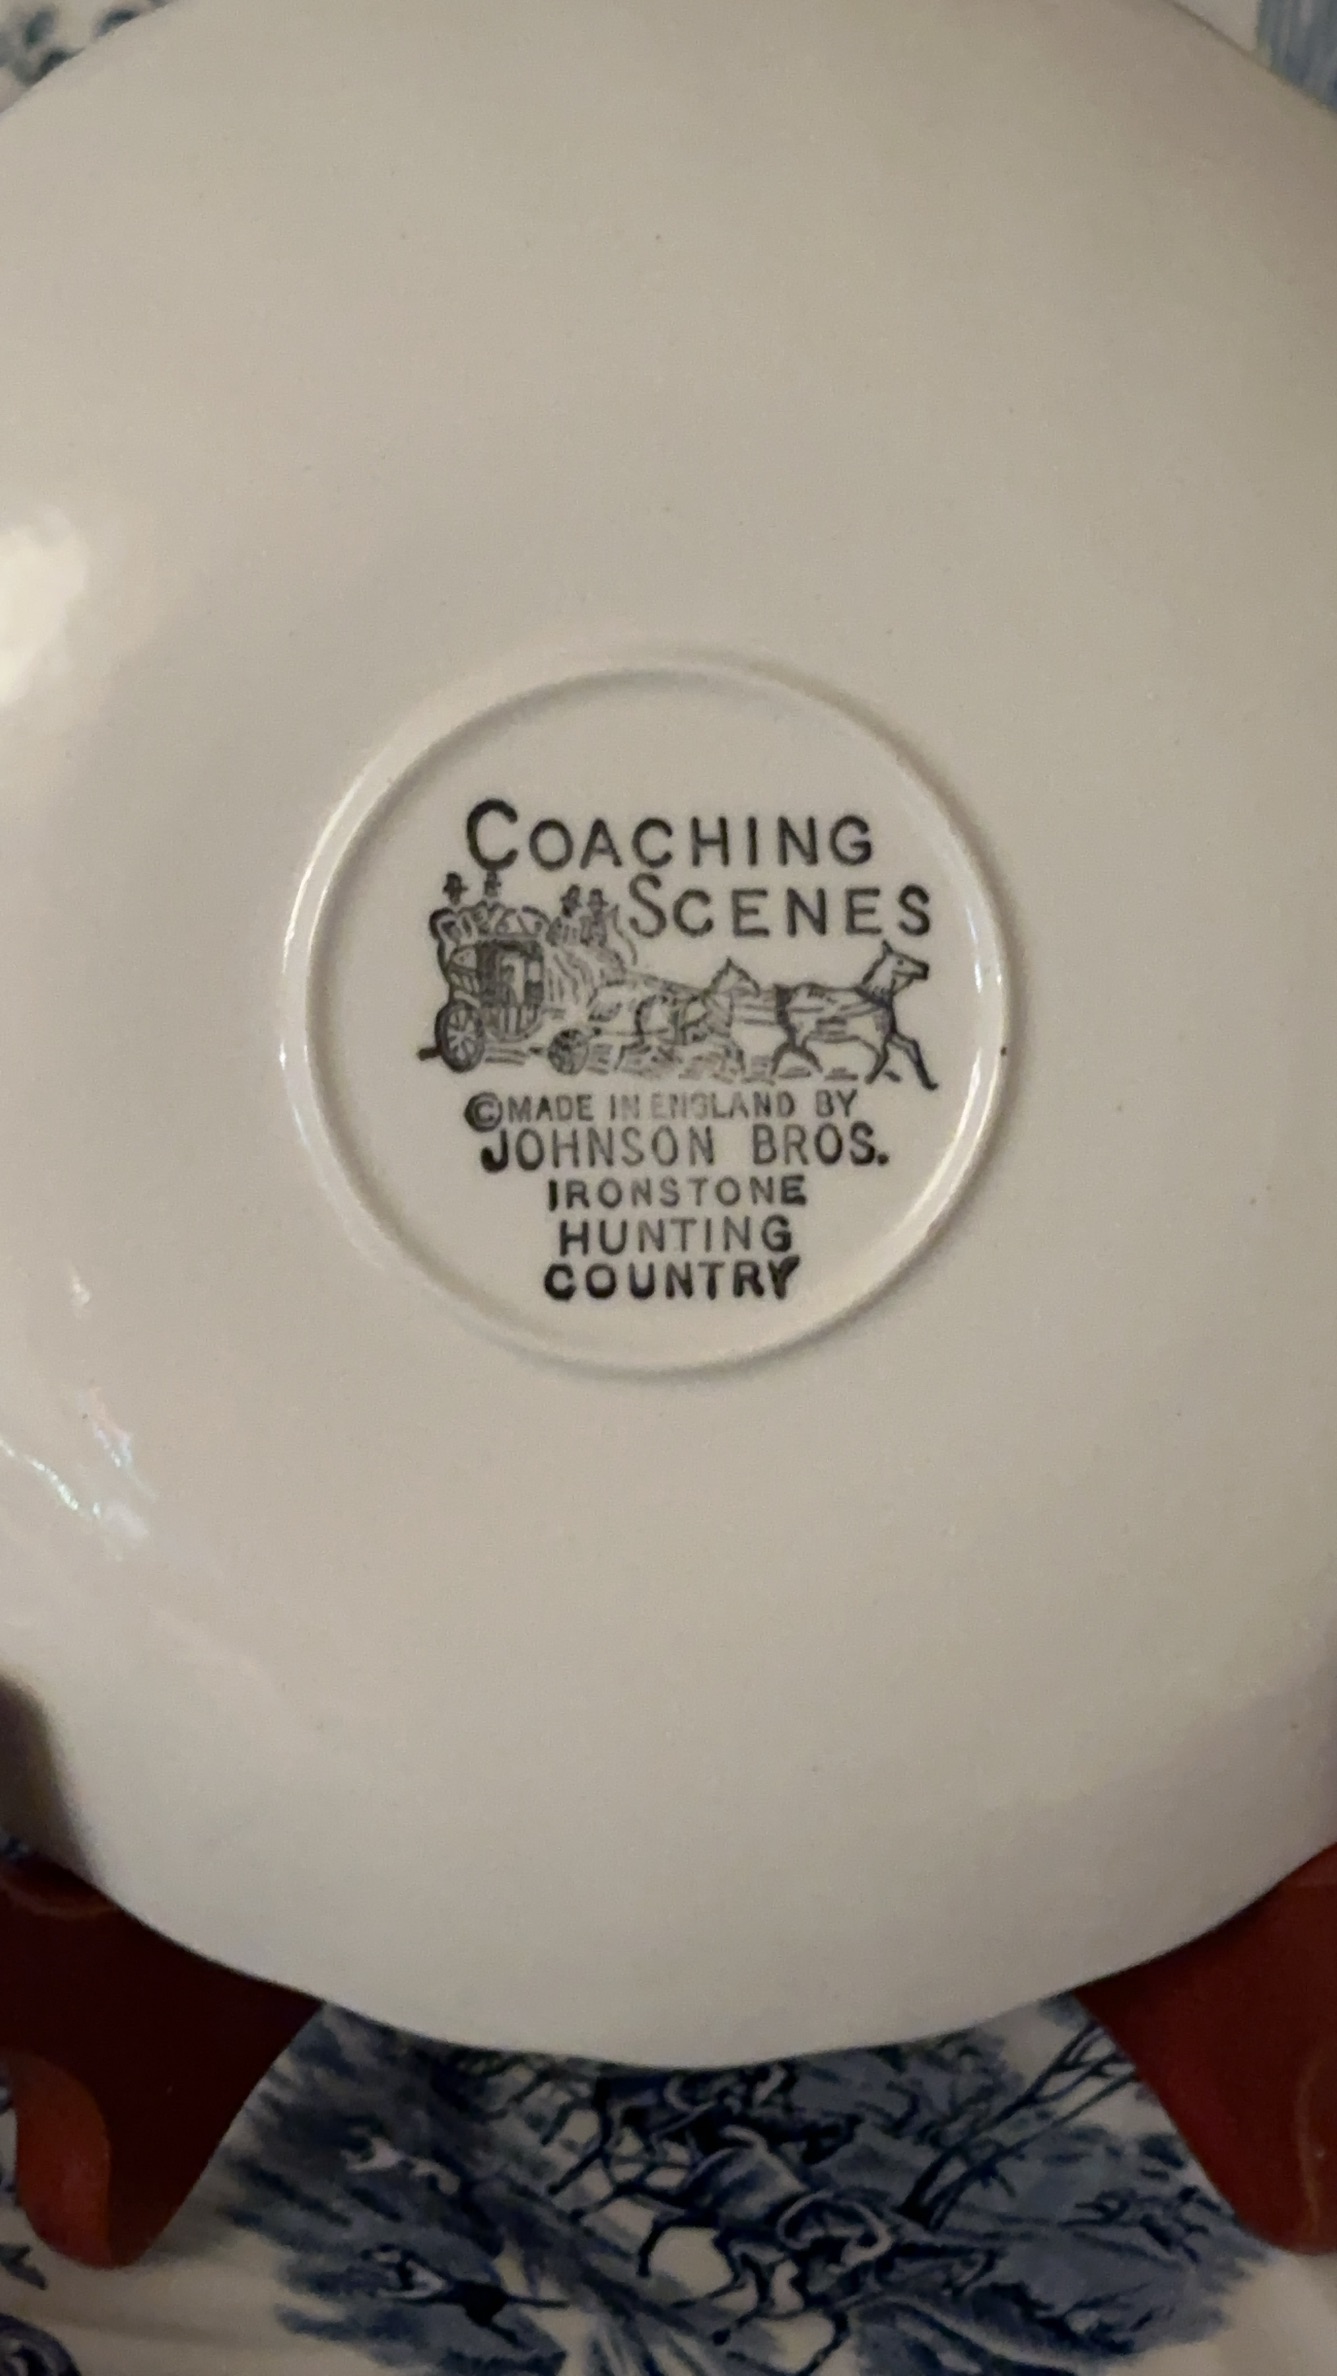 COACHING
SCENES
©MADE IN ENGLAND BY
JOHNSON BROS.
IRONSTONE
HUNTING
COUNTRY